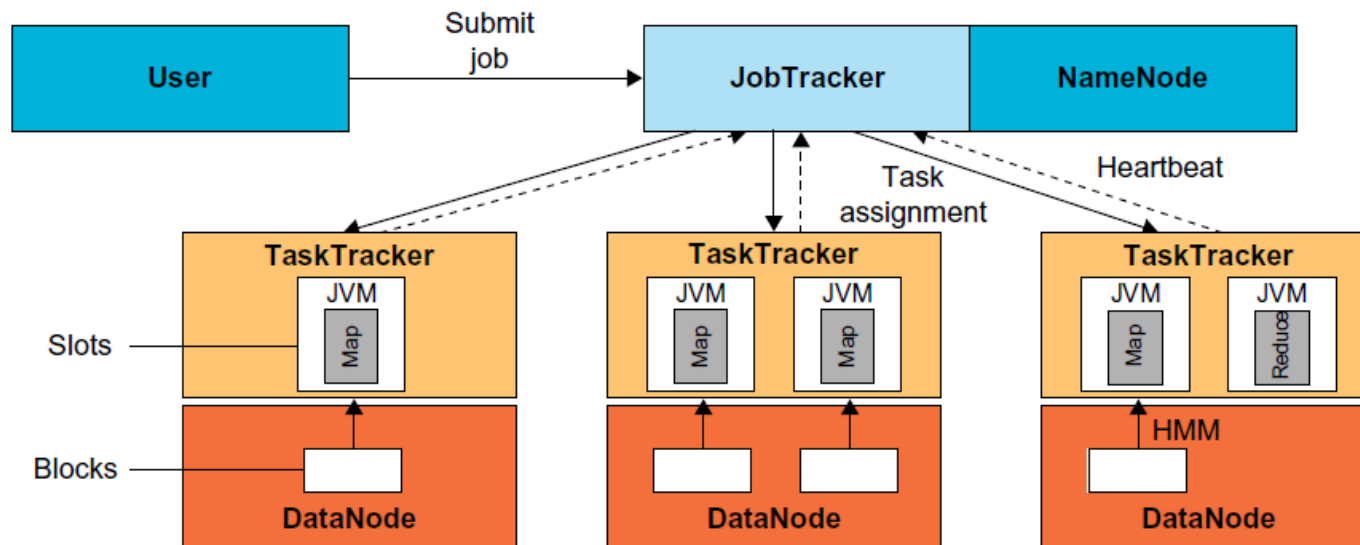 Submit
job
User
JobTracker
NameNode
Task
assignment
Heartbeat
TaskTracker
TaskTracker
TaskTracker
JVM
JVM
JVM
JVM
JVM
Slots
Map
Map
Map
Map
Reduce
HMM
Blocks
DataNode
DataNode
DataNode